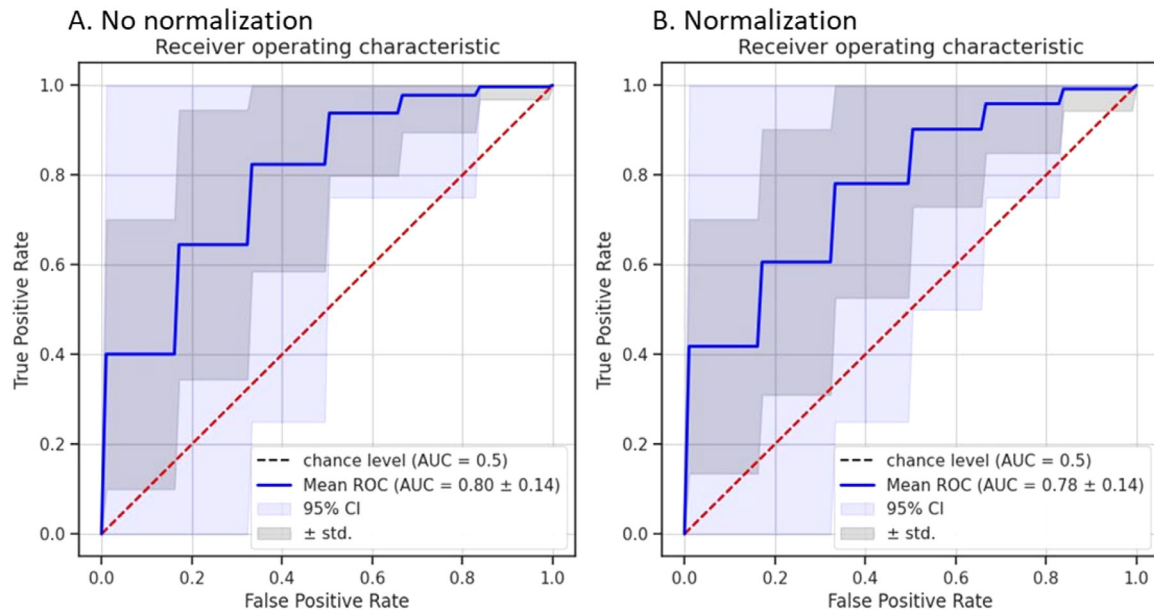 A. No normalization
Receiver operating characteristic
1.0
0.8
0.6
0.4
0.2
0.0
True Positive Rate
0.0 0.2 0.4 0.6 0.8 1.0
False Positive Rate
chance level (AUC = 0.5)
Mean ROC (AUC = 0.80 ± 0.14)
95% CI
± std.
B. Normalization
Receiver operating characteristic
1.0
0.8
0.6
0.4
0.2
0.0
True Positive Rate
0.0 0.2 0.4 0.6 0.8 1.0
False Positive Rate
chance level (AUC = 0.5)
Mean ROC (AUC = 0.78 ± 0.14)
95% CI
± std.